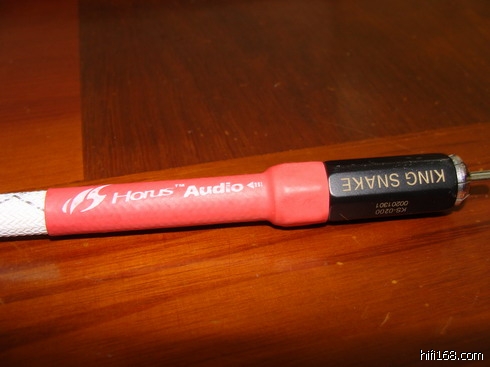 Horus™ Audio
KING SNAKE
KS-0200
00201301
hifi168.com